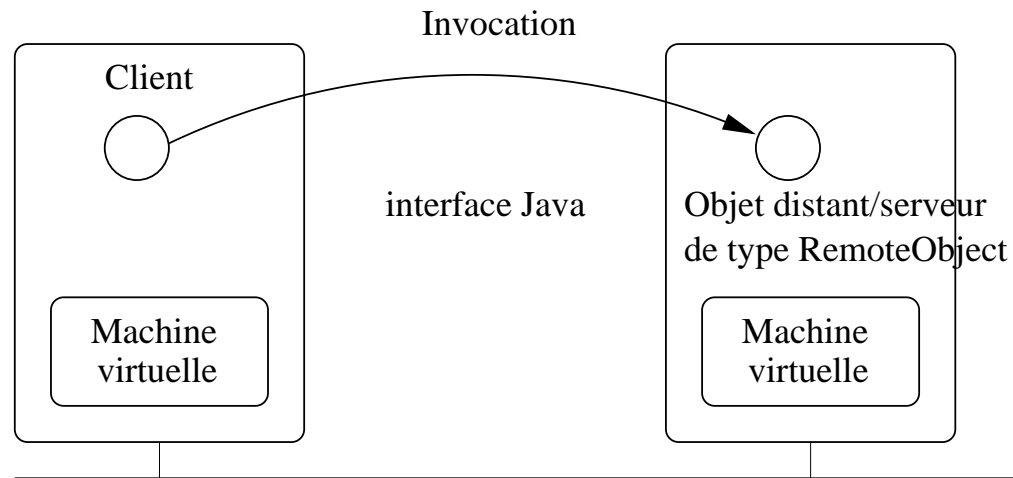 Invocation
Client
interface Java
Objet distant/serveur
de type RemoteObject
Machine
virtuelle
Machine
virtuelle